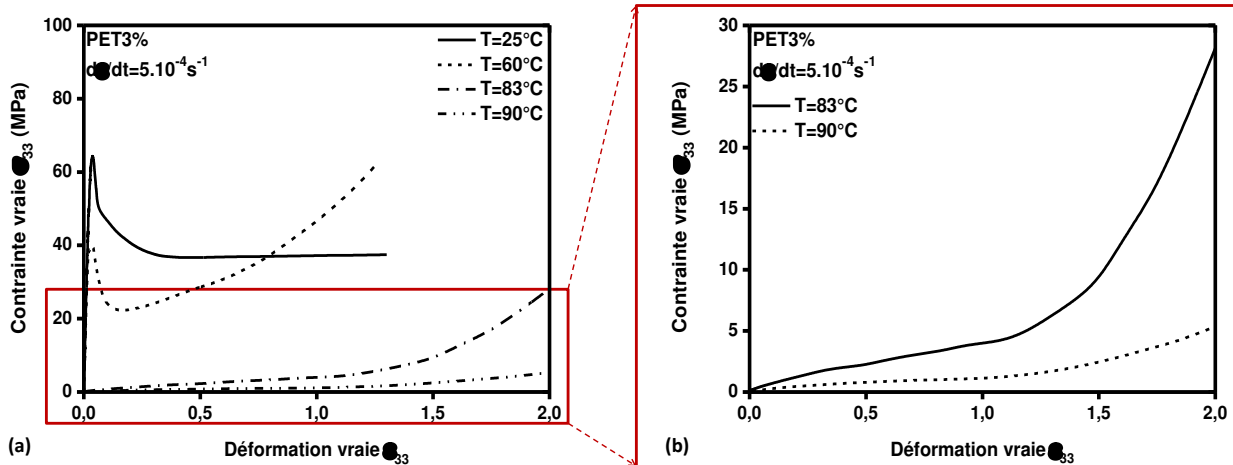 100
80
60
40
20
0
0,0
0,5
1,0
1,5
2,0
Contrainte vraie 33 (MPa)
Déformation vraie 33
PET3%
d /dt=5.10-4s-1
T=25°C
T=60°C
T=83°C
T=90°C
(a)
30
25
20
15
10
5
0
0,0
0,5
1,0
1,5
2,0
Contrainte vraie 33 (MPa)
Déformation vraie 33
PET3%
d /dt=5.10-4s-1
T=83°C
T=90°C
(b)